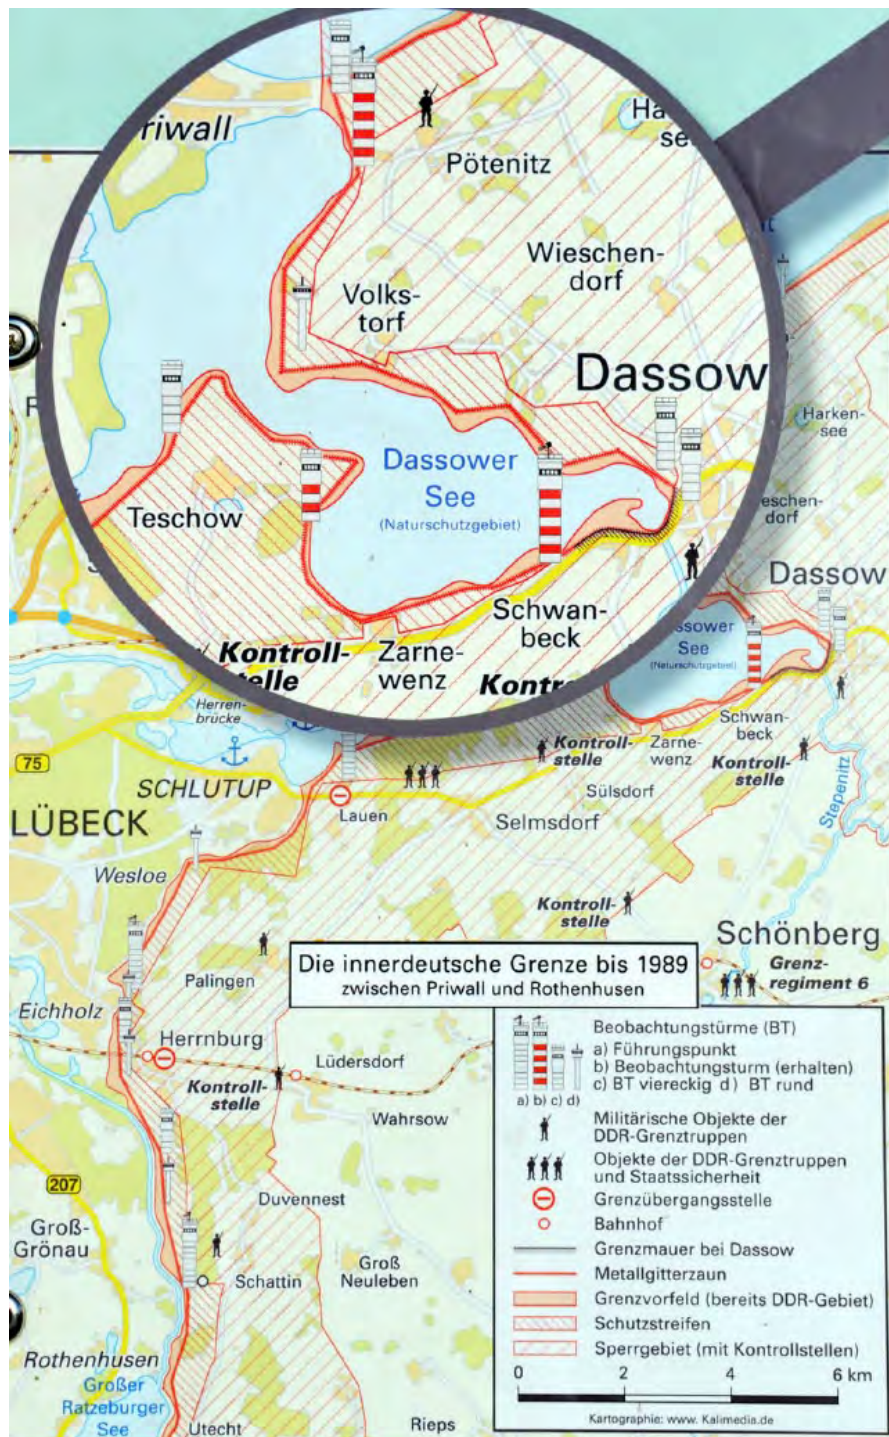 riwall
Pötenitz
Wieschen-
dorf
Volks-
torf
Dassow
Dassower
See
(Naturschutzgebiet)
Teschow
Schwan-
beck
Zarne-
wenz
Kontroll-
stelle
Kontr
Harken-
see
eschen-
dorf
Dassow
ssower
See
(Naturschutzgebiet)
Schwan-
beck
Zarne-
wenz
Kontroll-
stelle
Kontroll-
stelle
Herren-
brücke
75
SCHLUTUP
LÜBECK
Lauen
Sülsdorf
Selmsdorf
Stepenitz
Wesloe
Kontroll-
stelle
Schönberg
Grenz-
regiment 6
Palingen
Die innerdeutsche Grenze bis 1989
zwischen Priwall und Rothenhusen
Eichholz
Herrnburg
Lüdersdorf
Kontroll-
stelle
Wahrsow
207
Duvennest
Groß-
Grönau
Groß
Neuleben
Schattin
Rothenhusen
Großer
Ratzeburger
See
Utecht
Rieps
Beobachtungstürme (BT)
a) Führungspunkt
b) Beobachtungsturm (erhalten)
c) BT viereckig d) BT rund
a) b) c) d)
Militärische Objekte der
DDR-Grenztruppen
Objekte der DDR-Grenztruppen
und Staatssicherheit
Grenzübergangsstelle
Bahnhof
Grenzmauer bei Dassow
Metallgitterzaun
Grenzvorfeld (bereits DDR-Gebiet)
Schutzstreifen
Sperrgebiet (mit Kontrollstellen)
0 2 4 6 km
Kartographie: www. Kalimedia.de